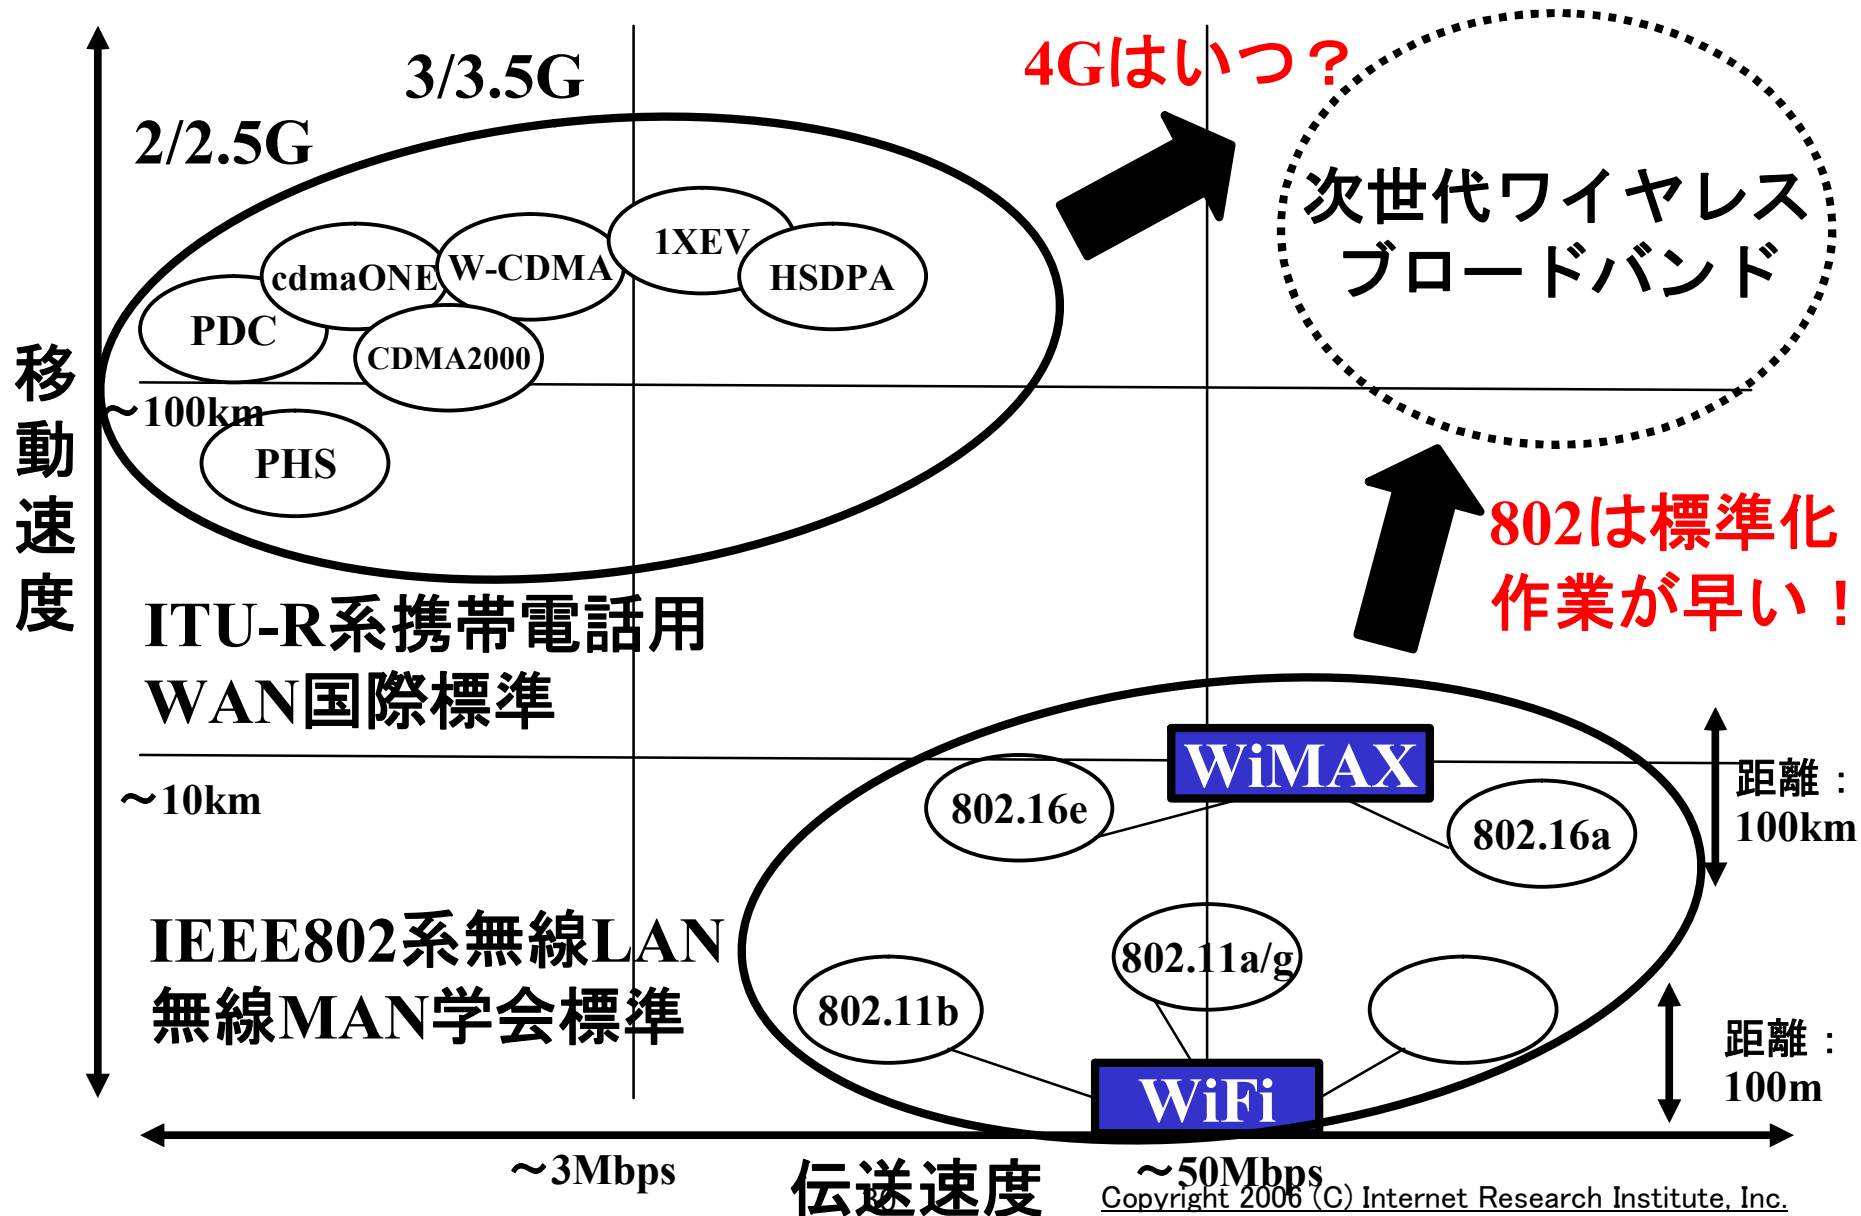 3/3.5G
4Gはいつ？
2/2.5G
次世代ワイヤレス
ブロードバンド
1XEV
W-CDMA
HSDPA
cdmaONE
PDC
CDMA2000
移動速度
～100km
PHS
802は標準化
作業が早い！
ITU-R系携帯電話用
WAN国際標準
WiMAX
距離：
100km
～10km
802.16e
802.16a
IEEE802系無線LAN
無線MAN学会標準
802.11a/g
802.11b
距離：
100m
WiFi
～3Mbps
伝送速度
～50Mbps
Copyright 2006 (C) Internet Research Institute, Inc.